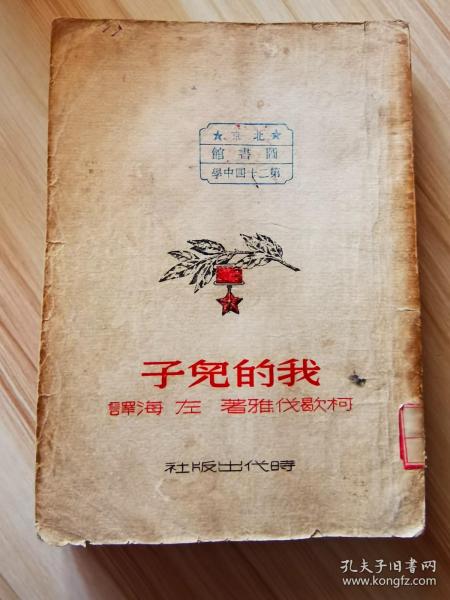 ★北京★
圖書館
第二十四中學
我的兒子
柯歇伐雅著 左海譯
時代出版社
孔夫子旧书网
www.kongfz.com